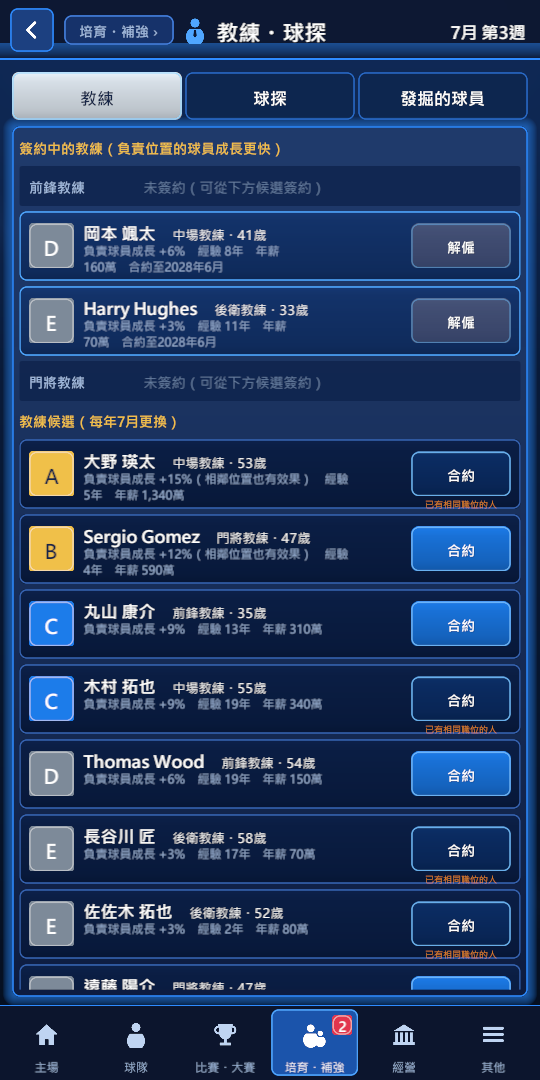 培育・補強 ›
教練・球探
7月 第3週
教練
球探
發掘的球員
簽約中的教練（負責位置的球員成長更快）
前鋒教練 未簽約（可從下方候選簽約）
D
岡本 颯太 中場教練・41歲
負責球員成長 +6% 經驗 8年 年薪
160萬 合約至2028年6月
解僱
E
Harry Hughes 後衛教練・33歲
負責球員成長 +3% 經驗 11年 年薪
70萬 合約至2028年6月
解僱
門將教練 未簽約（可從下方候選簽約）
教練候選（每年7月更換）
A
大野 瑛太 中場教練・53歲
負責球員成長 +15%（相鄰位置也有效果） 經驗
5年 年薪 1,340萬
合約
已有相同職位的人
B
Sergio Gomez 門將教練・47歲
負責球員成長 +12%（相鄰位置也有效果） 經驗
4年 年薪 590萬
合約
C
丸山 康介 前鋒教練・35歲
負責球員成長 +9% 經驗 13年 年薪 310萬
合約
C
木村 拓也 中場教練・55歲
負責球員成長 +9% 經驗 19年 年薪 340萬
合約
已有相同職位的人
D
Thomas Wood 前鋒教練・54歲
負責球員成長 +6% 經驗 19年 年薪 150萬
合約
E
長谷川 匠 後衛教練・58歲
負責球員成長 +3% 經驗 17年 年薪 70萬
合約
已有相同職位的人
E
佐佐木 拓也 後衛教練・52歲
負責球員成長 +3% 經驗 2年 年薪 80萬
合約
已有相同職位的人
遠藤 陽介 門將教練・47歲
2
主場
球隊
比賽・大賽
培育・補強
經營
其他